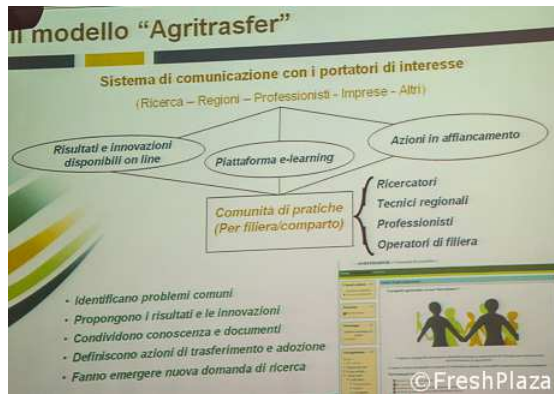 Il modello “Agritrasfer”
Sistema di comunicazione con i portatori di interesse
(Ricerca – Regioni – Professionisti - Imprese - Altri)
Risultati e innovazioni
disponibili on line
Piattaforma e-learning
Azioni in affiancamento
Comunità di pratiche
(Per filiera/comparto)
Ricercatori
Tecnici regionali
Professionisti
Operatori di filiera
• Identificano problemi comuni
• Propongono i risultati e le innovazioni
• Condividono conoscenza e documenti
• Definiscono azioni di trasferimento e adozione
• Fanno emergere nuova domanda di ricerca
©FreshPlaza